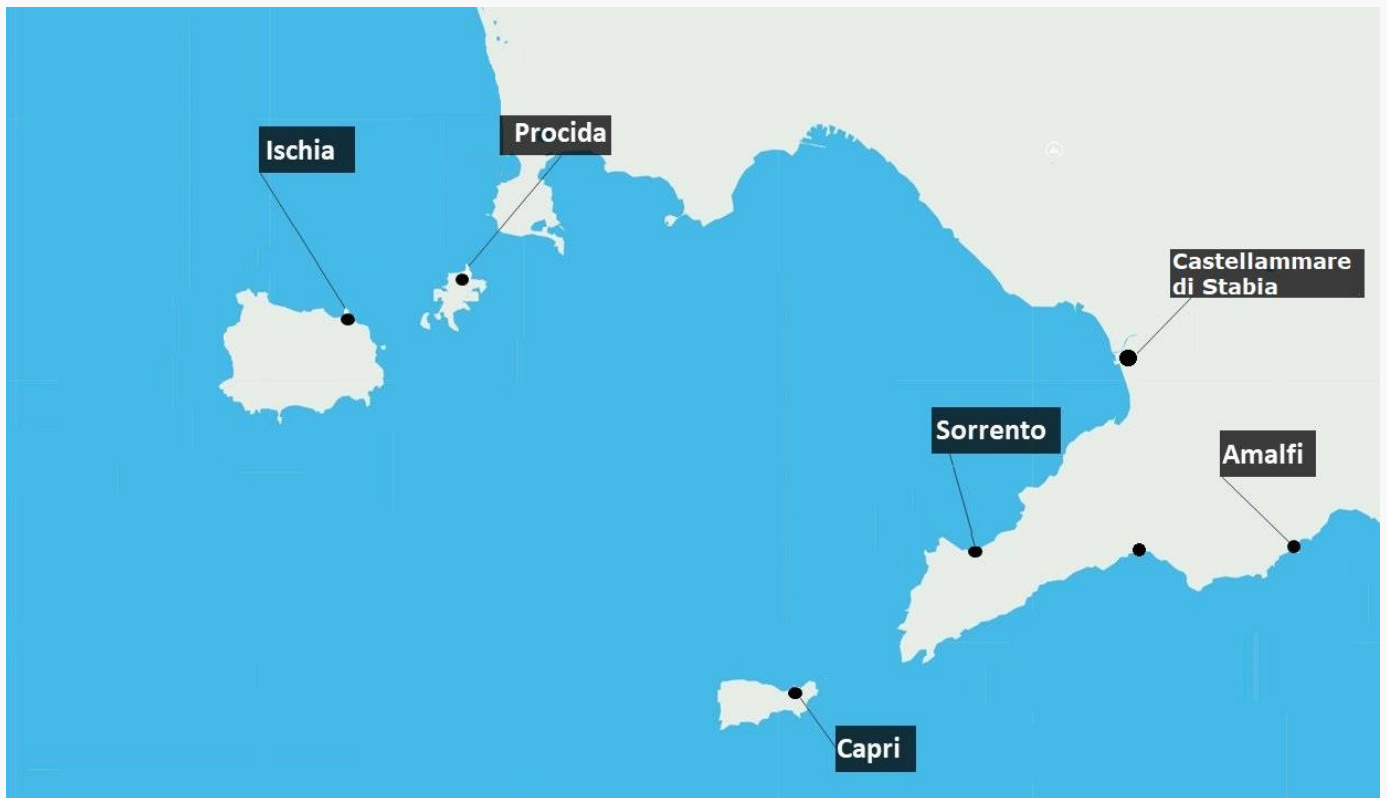 Procida
Ischia
Castellammare
di Stabia
Sorrento
Amalfi
Capri